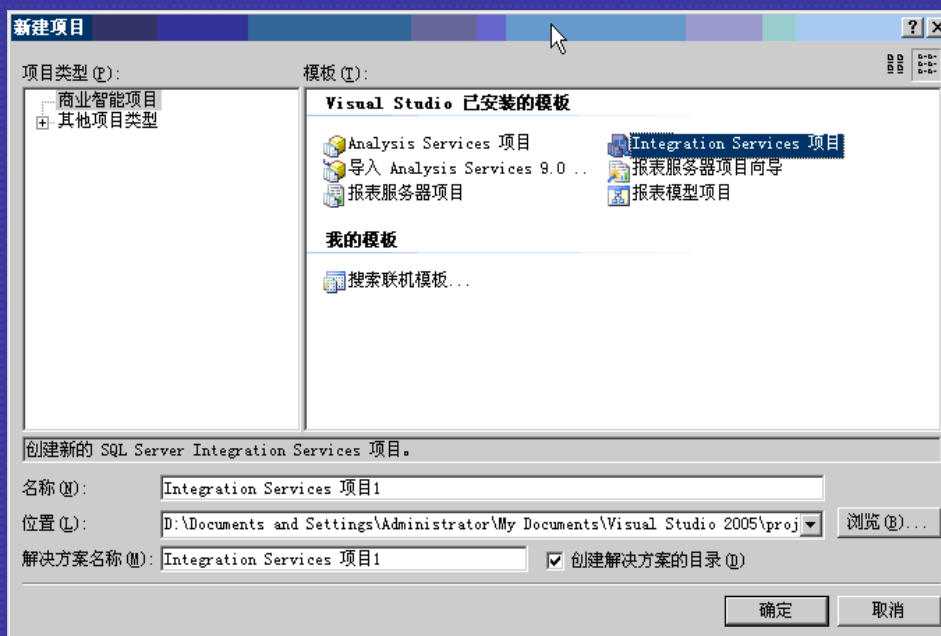 新建项目
项目类型(P):
模板(T):
商业智能项目
其他项目类型
Visual Studio 已安装的模板
Analysis Services 项目
Integration Services 项目
导入 Analysis Services 9.0 ..
报表服务器项目向导
报表服务器项目
报表模型项目
我的模板
搜索联机模板...
创建新的 SQL Server Integration Services 项目。
名称(N):
Integration Services 项目1
位置(L):
D:\Documents and Settings\Administrator\My Documents\Visual Studio 2005\proj
浏览(B)...
解决方案名称(M):
Integration Services 项目1
创建解决方案的目录(D)
确定
取消